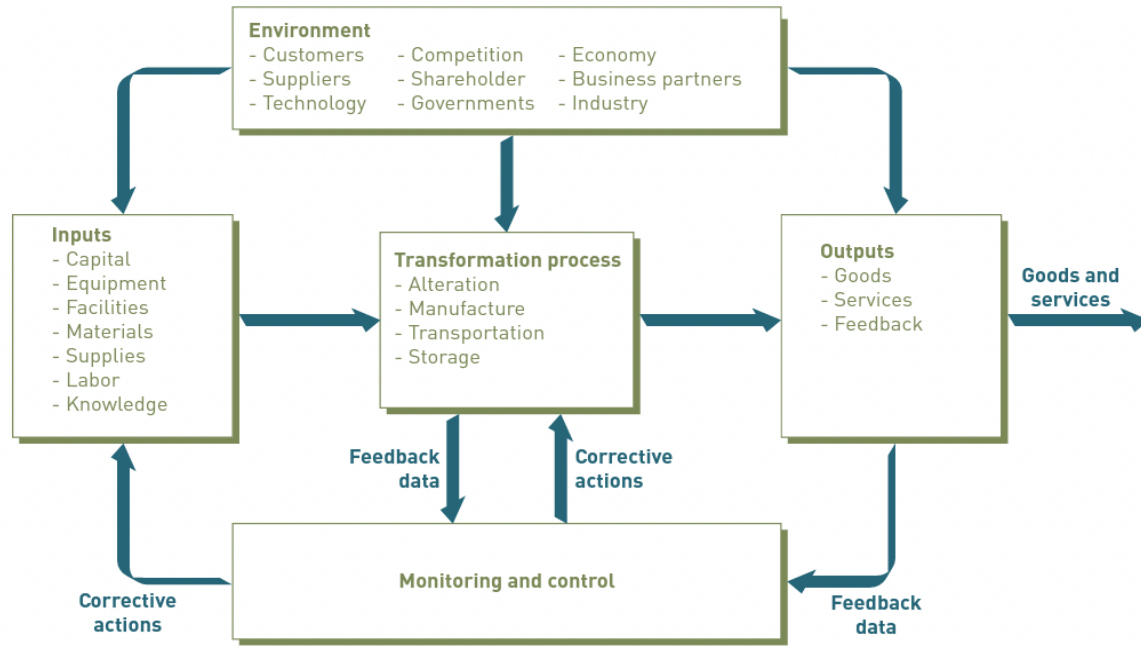 Environment
- Customers - Competition - Economy
- Suppliers - Shareholder - Business partners
- Technology - Governments - Industry
Inputs
- Capital
- Equipment
- Facilities
- Materials
- Supplies
- Labor
- Knowledge
Transformation process
- Alteration
- Manufacture
- Transportation
- Storage
Outputs
- Goods
- Services
- Feedback
Goods and
services
Feedback
data
Corrective
actions
Monitoring and control
Corrective
actions
Feedback
data